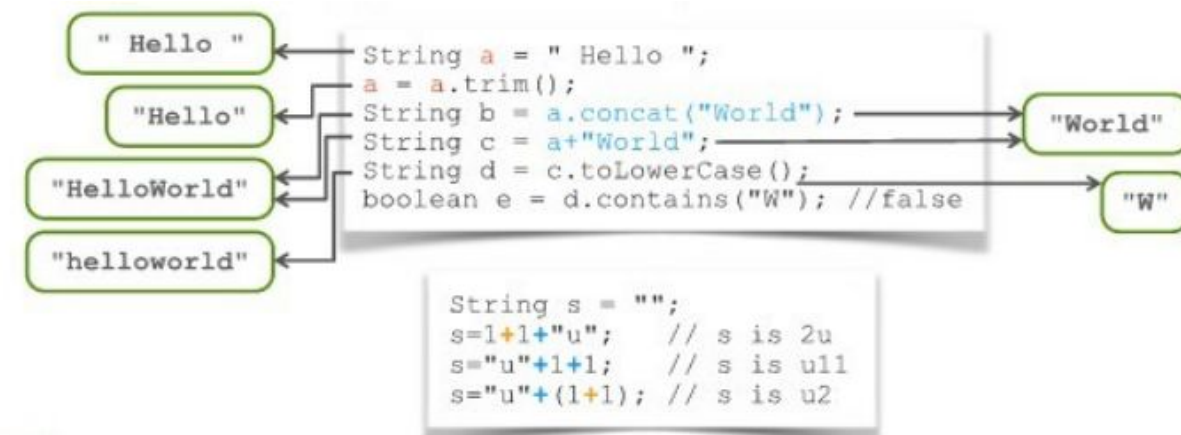 " Hello "
"Hello"
"HelloWorld"
"helloworld"
String a = " Hello ";
a = a.trim();
String b = a.concat("World");
String c = a+"World";
String d = c.toLowerCase();
boolean e = d.contains("W"); //false
"World"
"W"
String s = "";
s=1+1+"u"; // s is 2u
s="u"+1+1; // s is u11
s="u"+(1+1); // s is u2